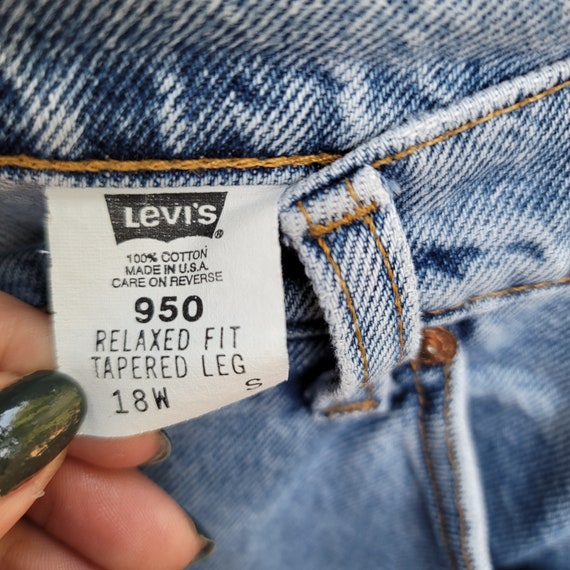 Levi's ®
100% COTTON
MADE IN U.S.A.
CARE ON REVERSE
950
RELAXED FIT
TAPERED LEG
18W S